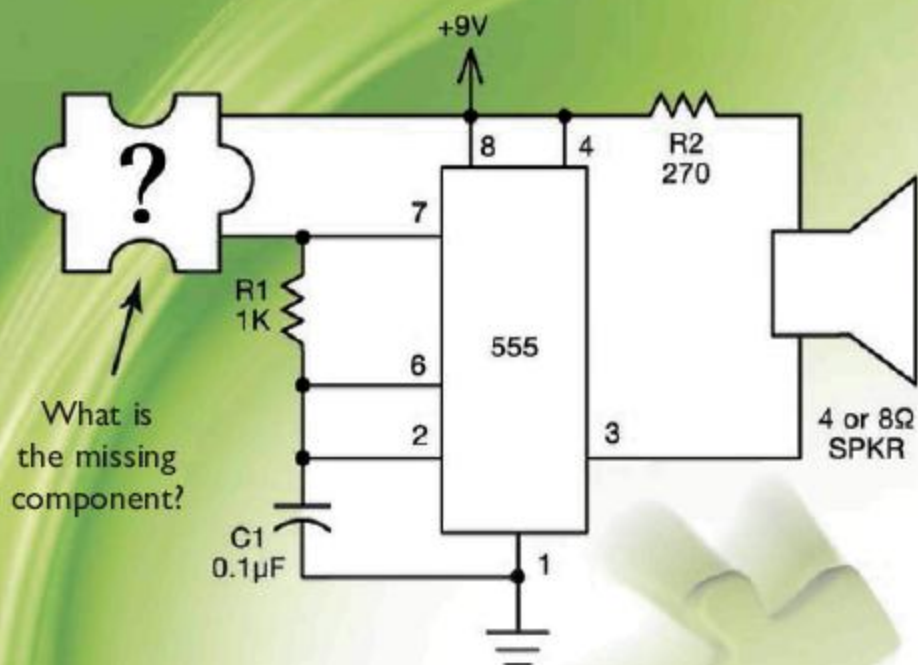 +9V
?
8
4
R2
270
7
R1
1K
555
6
2
3
4 or 8Ω
SPKR
What is
the missing
component?
C1
0.1µF
1